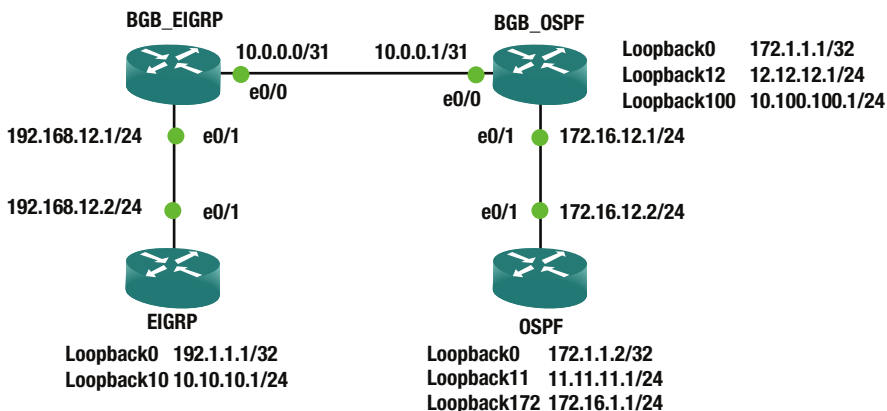 BGB_EIGRP
BGB_OSPF
10.0.0.0/31
10.0.0.1/31
e0/0
e0/0
Loopback0 172.1.1.1/32
Loopback12 12.12.12.1/24
Loopback100 10.100.100.1/24
192.168.12.1/24
e0/1
e0/1
172.16.12.1/24
192.168.12.2/24
e0/1
e0/1
172.16.12.2/24
EIGRP
Loopback0 192.1.1.1/32
Loopback10 10.10.10.1/24
OSPF
Loopback0 172.1.1.2/32
Loopback11 11.11.11.1/24
Loopback172 172.16.1.1/24